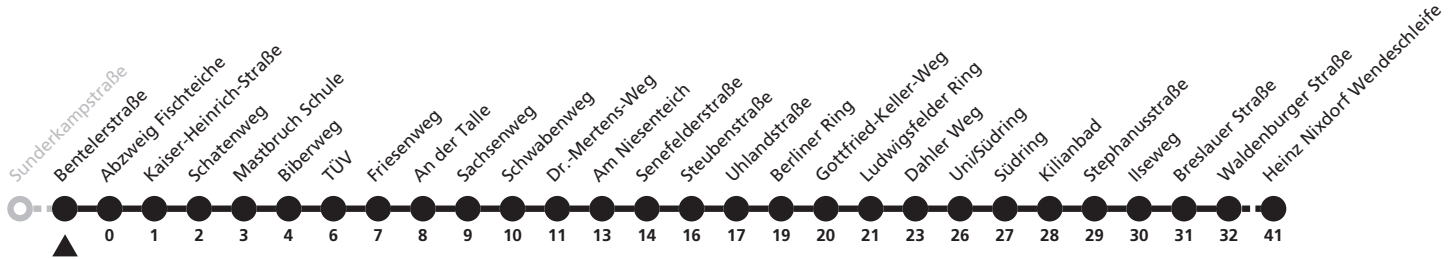 Sunderkampstraße
Bentelerstraße
Abzweig Fischteiche
Kaiser-Heinrich-Straße
Schatenweg
Mastbruch Schule
Biberweg
TÜV
Friesenweg
An der Talle
Sachsenweg
Schwabenweg
Dr.-Mertens-Weg
Am Niesenteich
Senefelderstraße
Steubenstraße
Uhlandstraße
Berliner Ring
Gottfried-Keller-Weg
Ludwigsfelder Ring
Dahler Weg
Uni/Südring
Südring
Kilianbad
Stephanusstraße
Ilseweg
Breslauer Straße
Waldenburger Straße
Heinz Nixdorf Wendeschleife
0 1 2 3 4 6 7 8 9 10 11 13 14 16 17 19 20 21 23 26 27 28 29 30 31 32 41